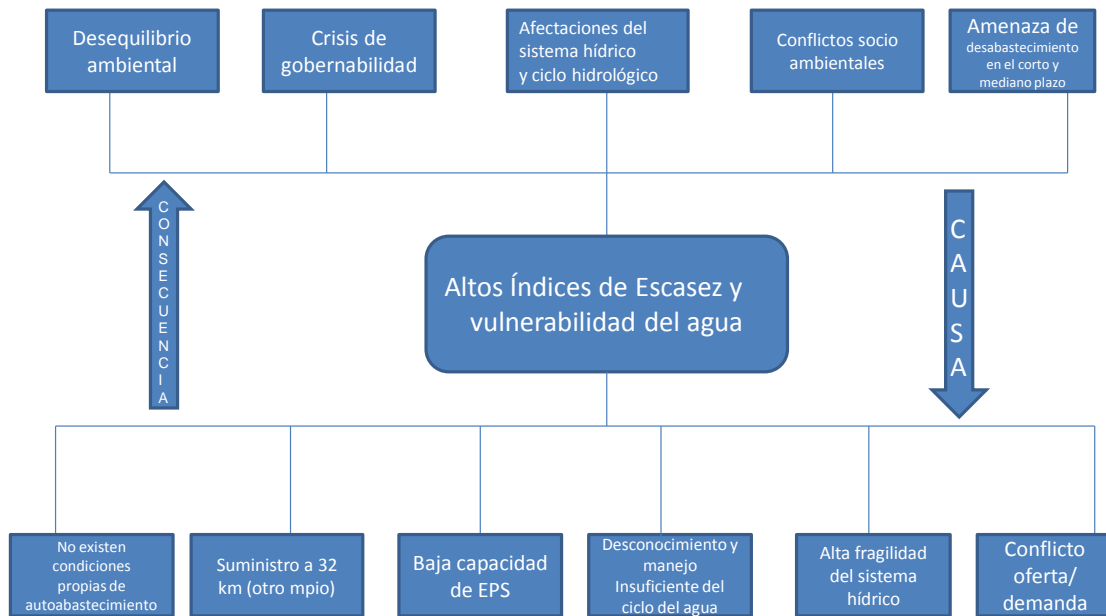 Desequilibrio
ambiental
Crisis de
gobernabilidad
Afectaciones del
sistema hídrico
y ciclo hidrológico
Conflictos socio
ambientales
Amenaza de
desabastecimiento
en el corto y
mediano plazo
CONSECUENCIA
CAUSA
Altos Índices de Escasez y
vulnerabilidad del agua
No existen
condiciones
propias de
autoabastecimiento
Suministro a 32
km (otro mpio)
Baja capacidad
de EPS
Desconocimiento y
manejo
Insuficiente del
ciclo del agua
Alta fragilidad
del sistema
hídrico
Conflicto
oferta/
demanda